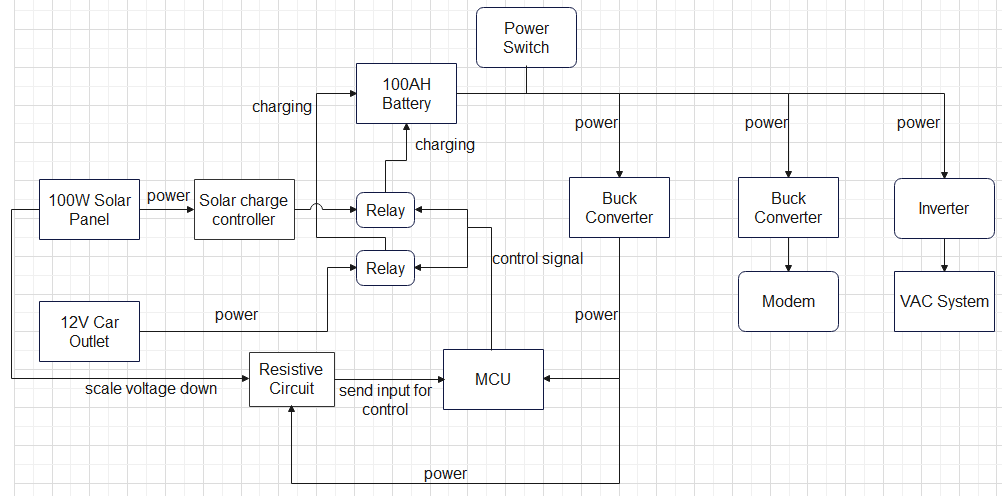 Power
Switch
100AH
Battery
charging
charging
power
power
power
100W Solar
Panel
power
Solar charge
controller
Relay
Buck
Converter
Buck
Converter
Inverter
Relay
control signal
12V Car
Outlet
power
power
Modem
VAC System
Resistive
Circuit
MCU
scale voltage down
send input for
control
power